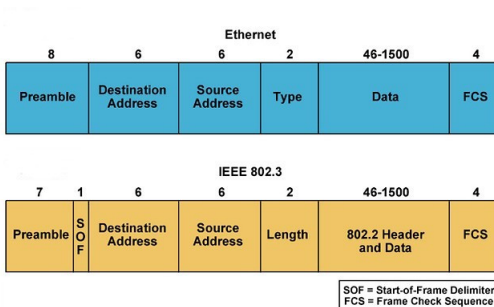 Ethernet
8 6 6 2 46-1500 4
Preamble Destination Address Source Address Type Data FCS
IEEE 802.3
7 1 6 6 2 46-1500 4
Preamble SOF Destination Address Source Address Length 802.2 Header and Data FCS
SOF = Start-of-Frame Delimiter
FCS = Frame Check Sequence